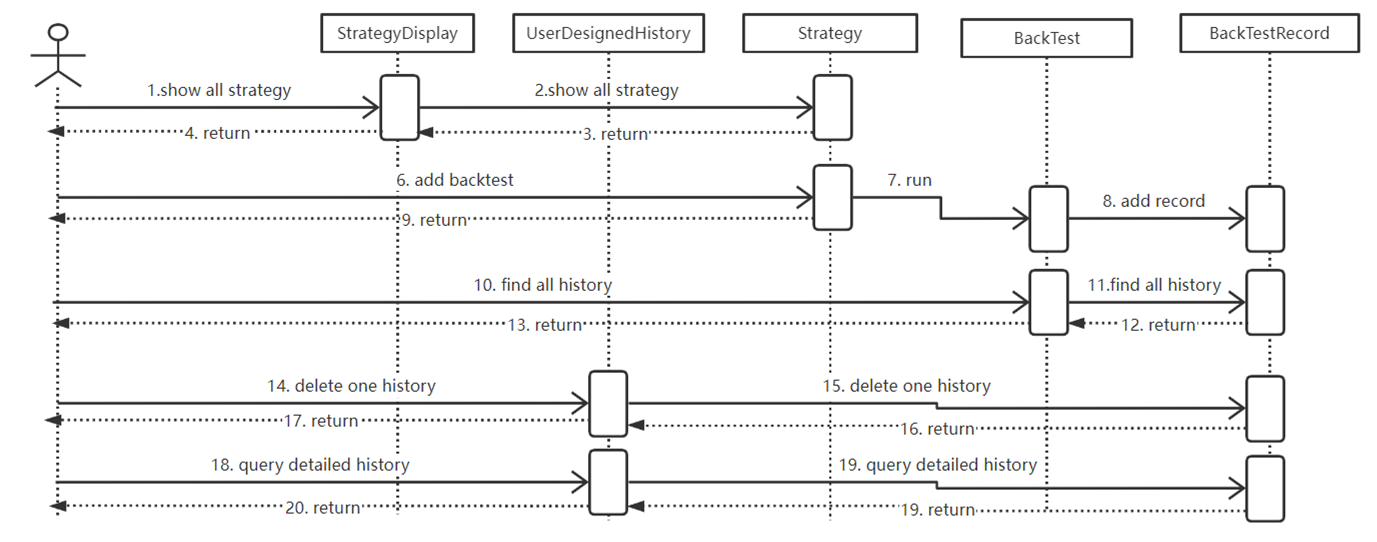 StrategyDisplay
UserDesignedHistory
Strategy
BackTest
BackTestRecord
1.show all strategy
2.show all strategy
4. return
3. return
6. add backtest
7. run
8. add record
9. return
10. find all history
11.find all history
13. return
12. return
14. delete one history
15. delete one history
17. return
16. return
18. query detailed history
19. query detailed history
20. return
19. return